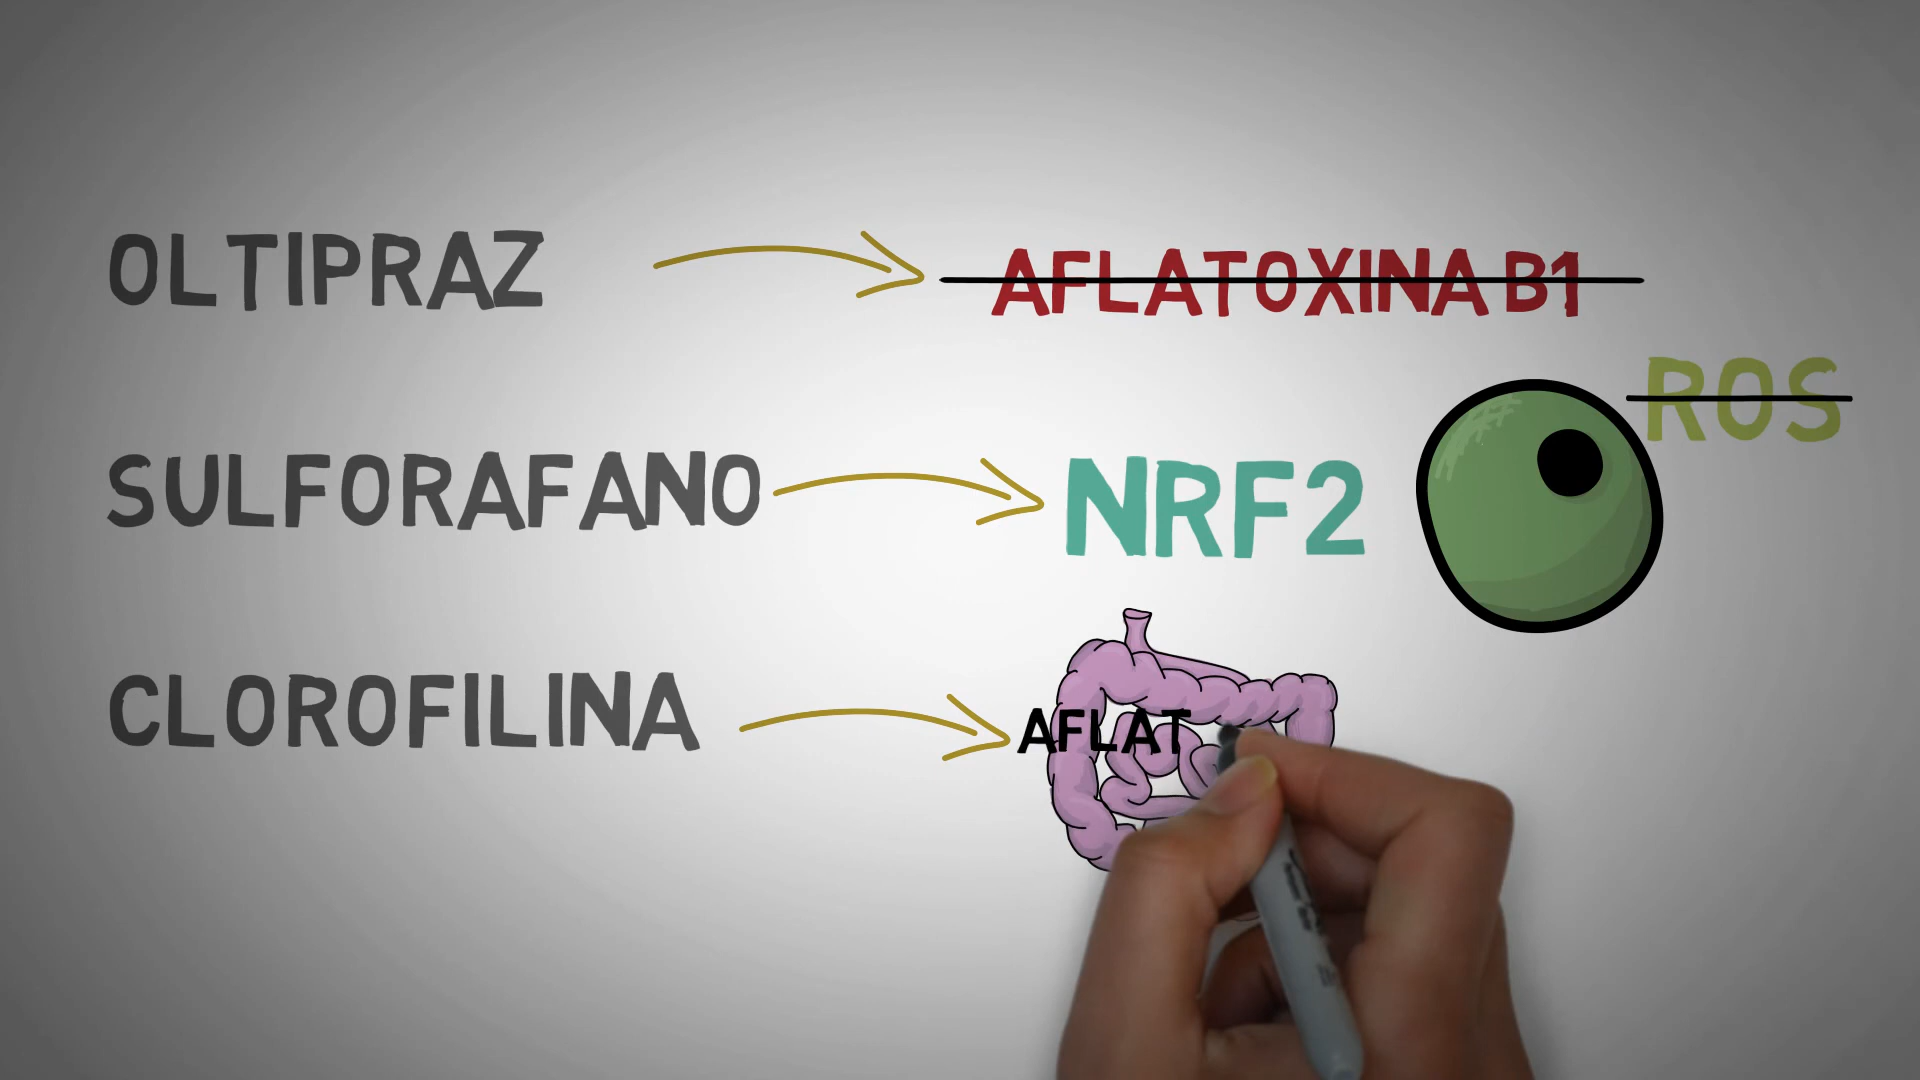 OLTIPRAZ
AFLATOXINA B1
ROS
SULFORAFANO
NRF2
CLOROFILINA
AFLAT